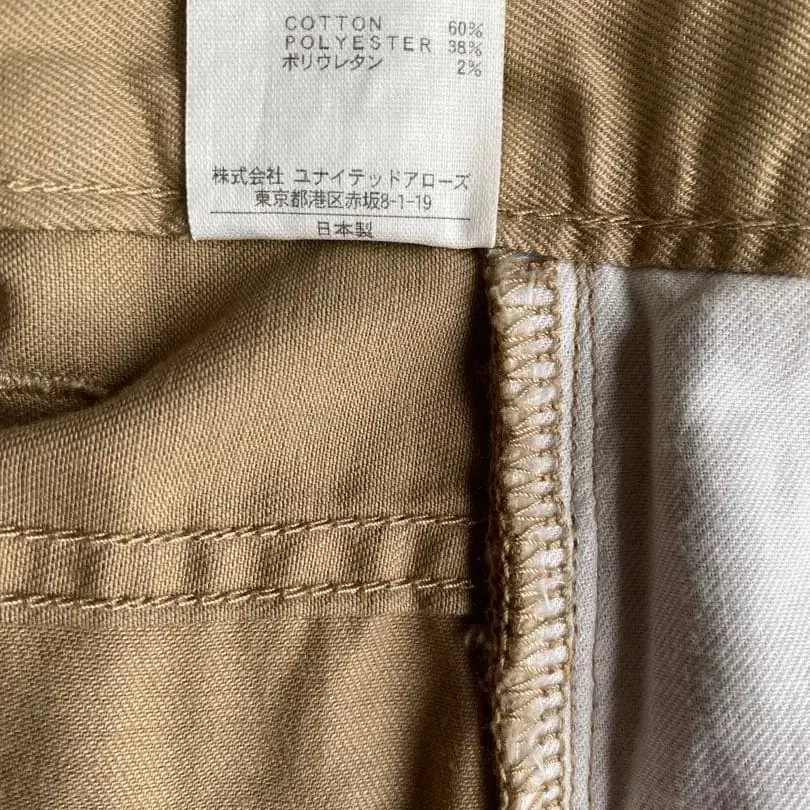 COTTON 60%
POLYESTER 38%
ポリウレタン 2%
株式会社 ユナイテッドアローズ
東京都港区赤坂8-1-19
日本製